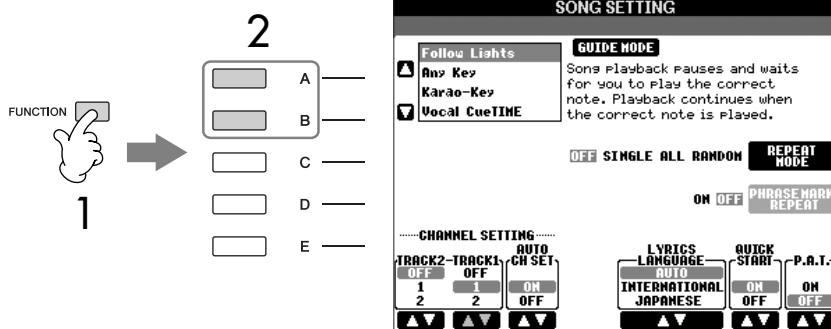 SONG SETTING
2
FUNCTION
1
A
B
C
D
E
Follow Lights
Any Key
Karao-Key
Vocal CueTIME
GUIDE MODE
Song Playback pauses and waits
for you to play the correct
note. Playback continues when
the correct note is played.
OFF SINGLE ALL RANDOM
REPEAT
MODE
ON OFF
PHRASE MARK
REPEAT
CHANNEL SETTING
TRACK2 TRACK1
AUTO
CH SET
OFF OFF
1 1 ON
2 2 OFF
LYRICS
LANGUAGE
AUTO
INTERNATIONAL
JAPANESE
QUICK
START
ON
OFF
P.A.T.
ON
OFF